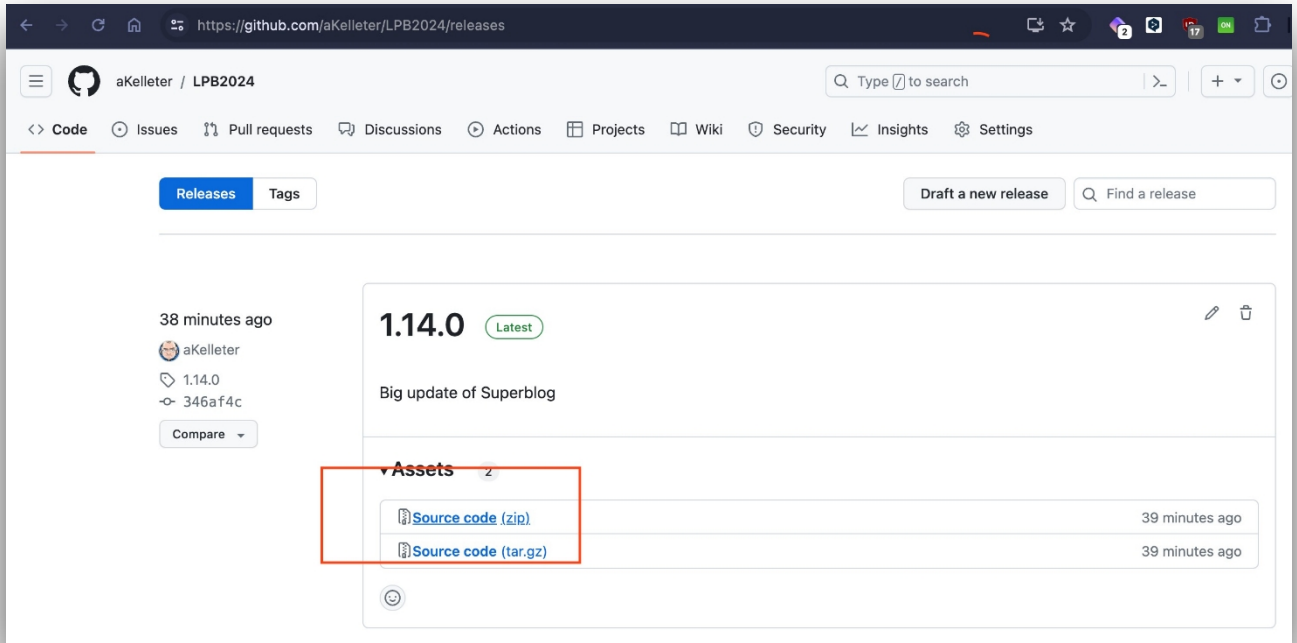 https://github.com/aKelleter/LPB2024/releases
2
17
ON
aKelleter / LPB2024
Type / to search
Code
Issues
Pull requests
Discussions
Actions
Projects
Wiki
Security
Insights
Settings
Releases
Tags
Draft a new release
Find a release
38 minutes ago
aKelleter
1.14.0
346af4c
Compare
1.14.0
Latest
Big update of Superblog
Assets 2
Source code (zip)
39 minutes ago
Source code (tar.gz)
39 minutes ago